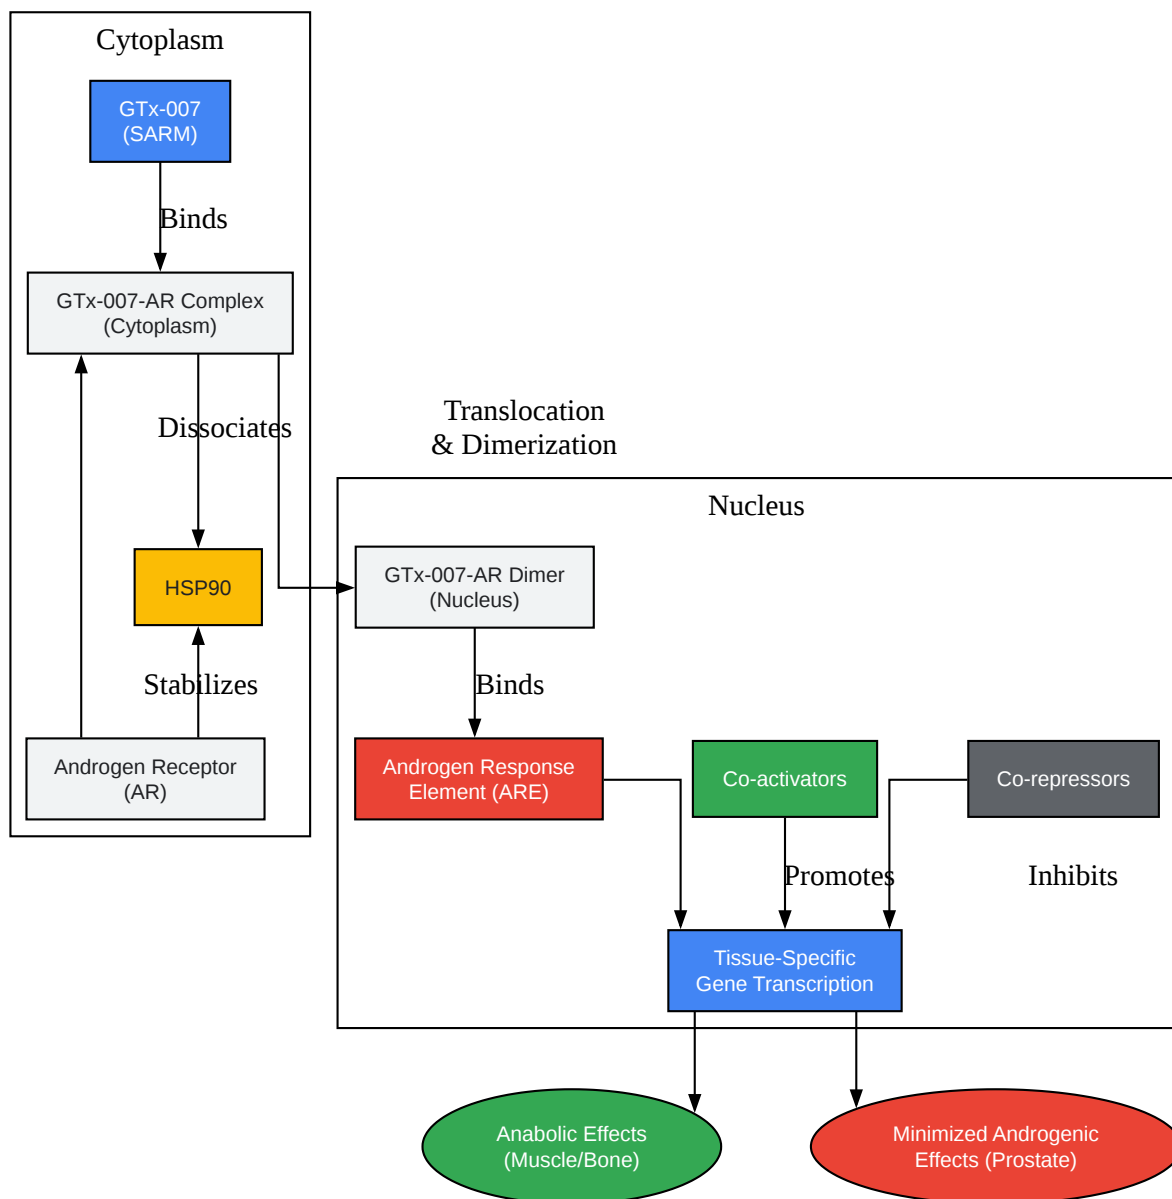 Cytoplasm
GTx-007
(SARM)
Binds
GTx-007-AR Complex
(Cytoplasm)
Dissociates
Translocation
& Dimerization
Nucleus
HSP90
GTx-007-AR Dimer
(Nucleus)
Stabilizes
Binds
Androgen Receptor
(AR)
Androgen Response
Element (ARE)
Co-activators
Co-repressors
Promotes
Inhibits
Tissue-Specific
Gene Transcription
Anabolic Effects
(Muscle/Bone)
Minimized Androgenic
Effects (Prostate)